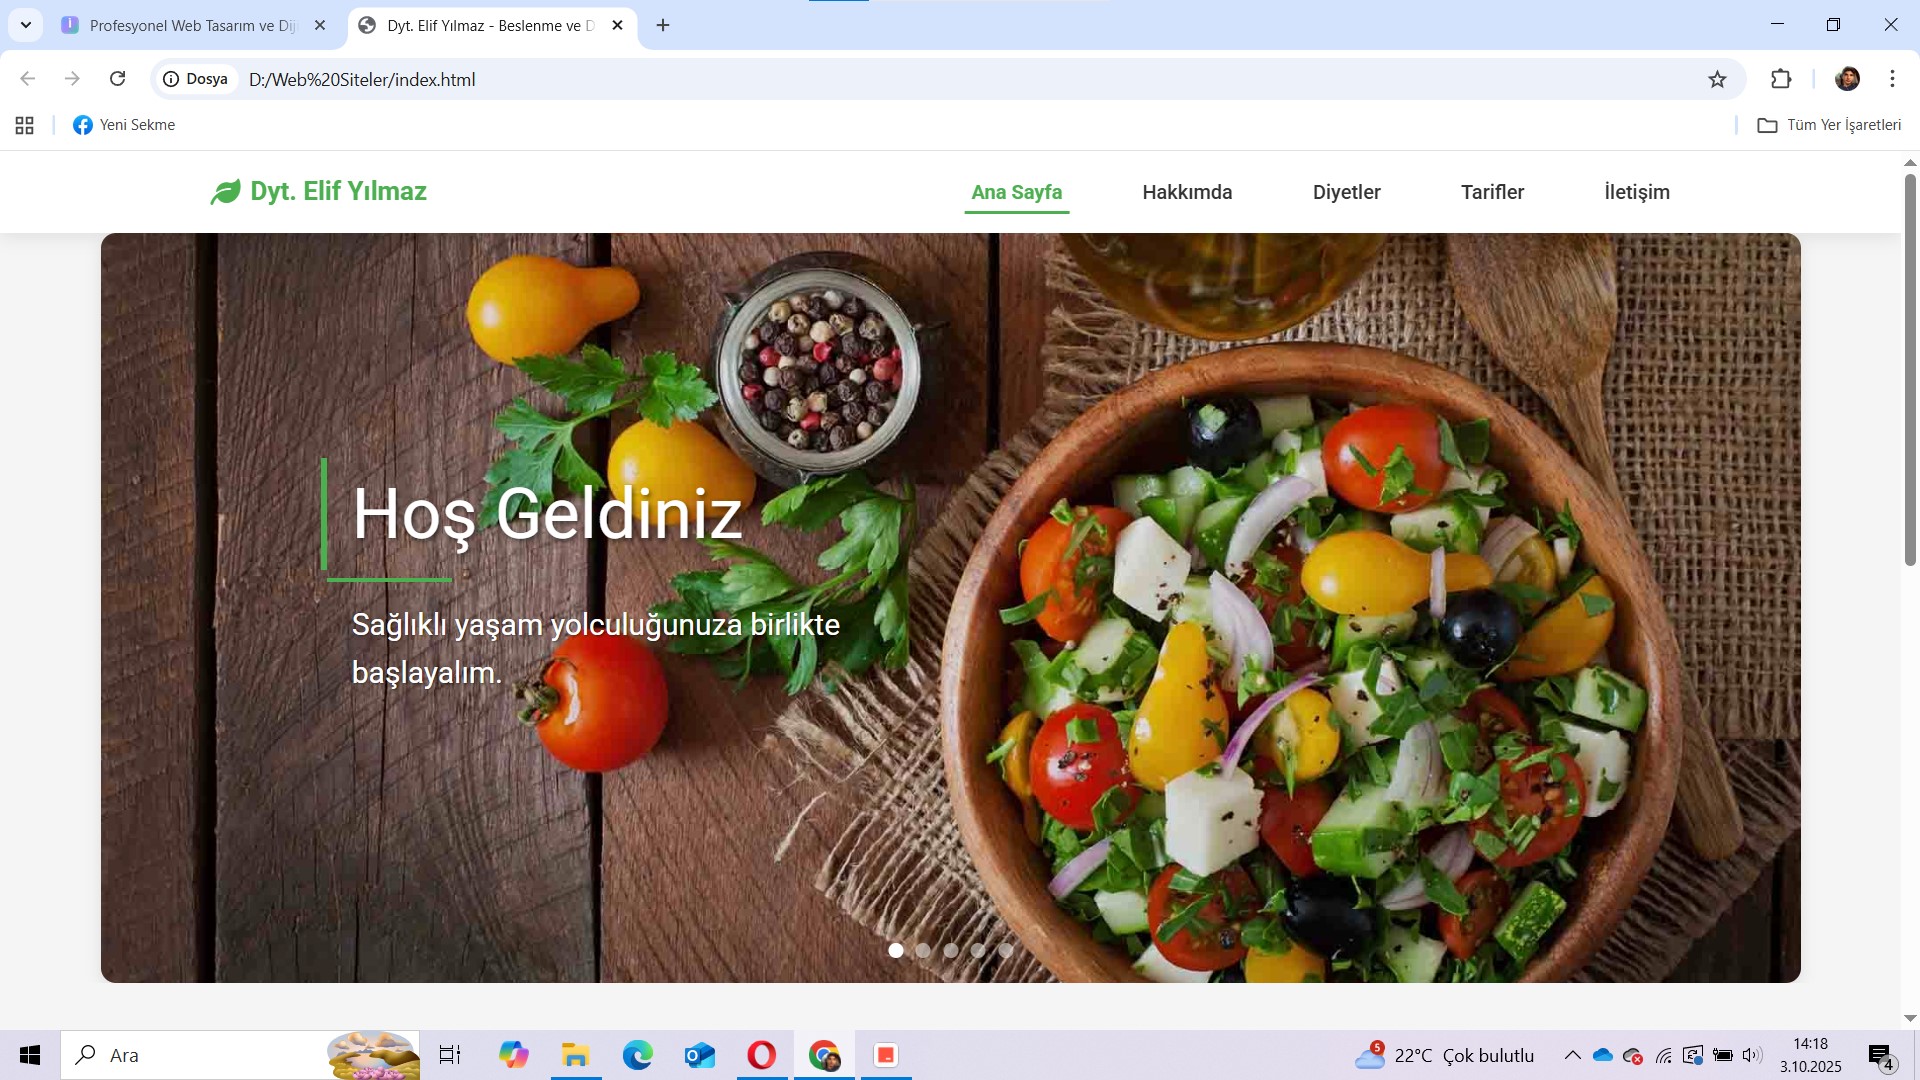 Profesyonel Web Tasarım ve Dij
Dyt. Elif Yılmaz - Beslenme ve D
Dosya
D:/Web%20Siteler/index.html
Yeni Sekme
Tüm Yer İşaretleri
Dyt. Elif Yılmaz
Ana Sayfa
Hakkımda
Diyetler
Tarifler
İletişim
Hoş Geldiniz
Sağlıklı yaşam yolculuğunuza birlikte
başlayalım.
Ara
5
22°C Çok bulutlu
14:18
3.10.2025
4